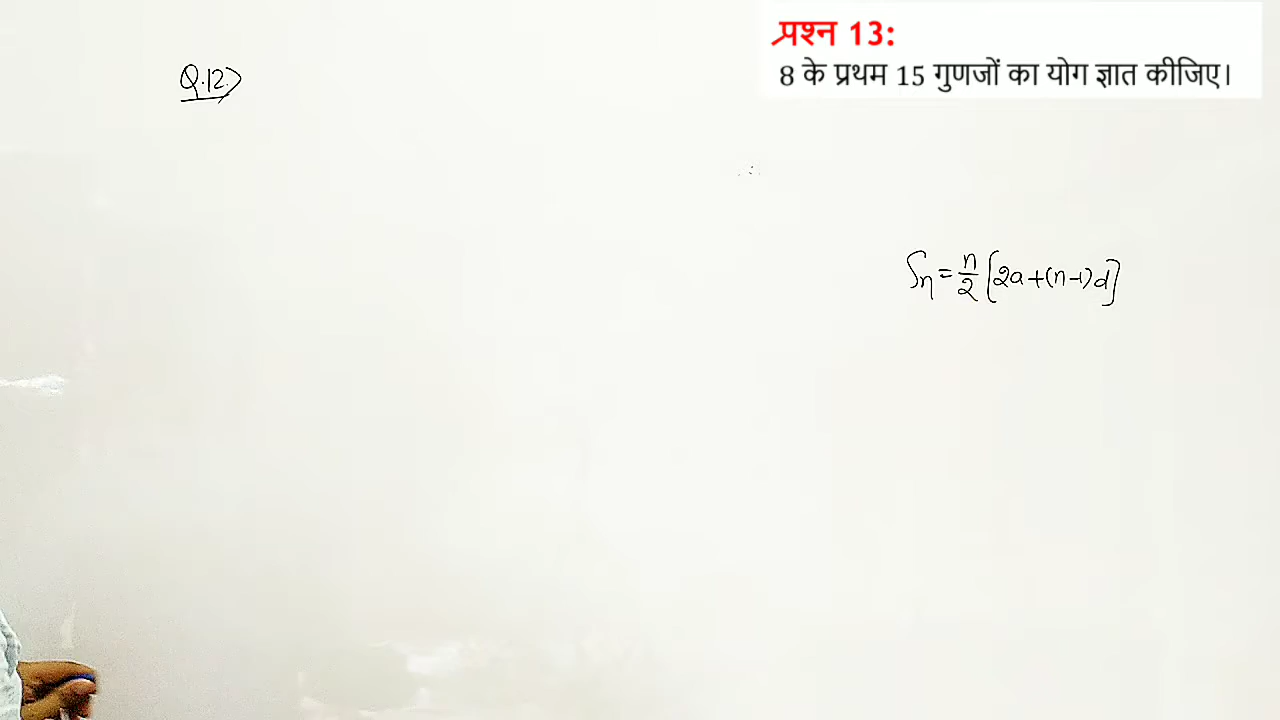 प्रश्न 13:
8 के प्रथम 15 गुणजों का योग ज्ञात कीजिए।
Q.12>
Sn = n/2 [2a+(n-1)d]